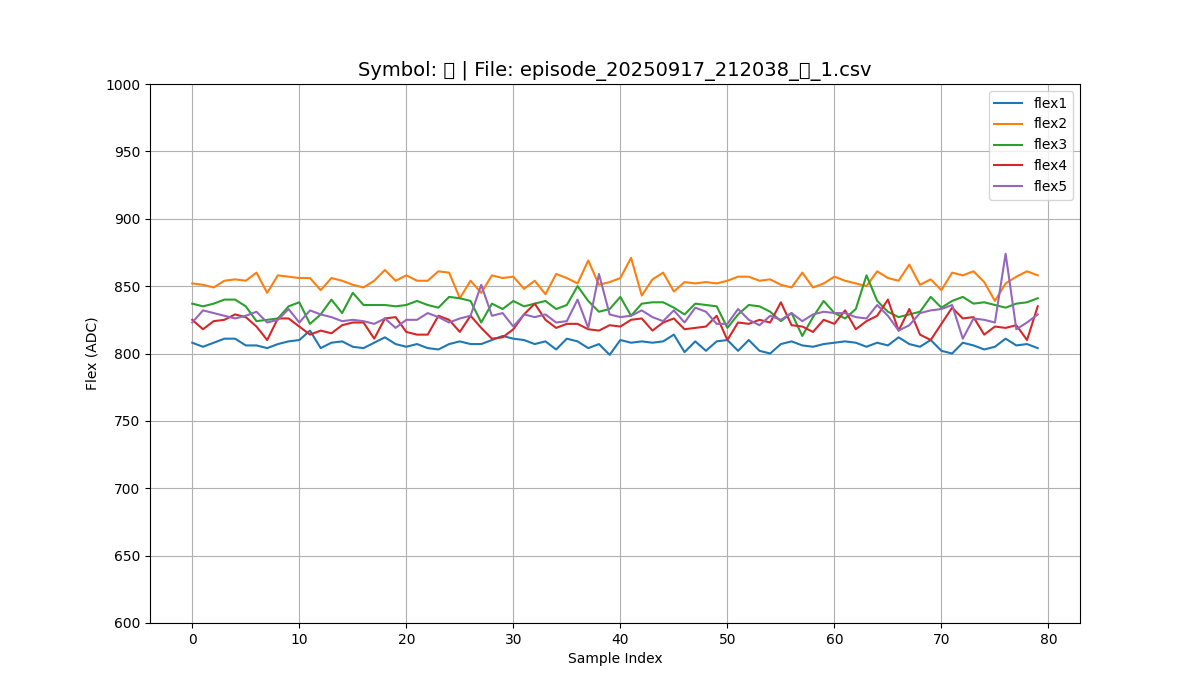 Symbol: ▯ | File: episode_20250917_212038_▯_1.csv
1000
950
900
850
800
750
700
650
600
Flex (ADC)
0 10 20 30 40 50 60 70 80
Sample Index
flex1
flex2
flex3
flex4
flex5